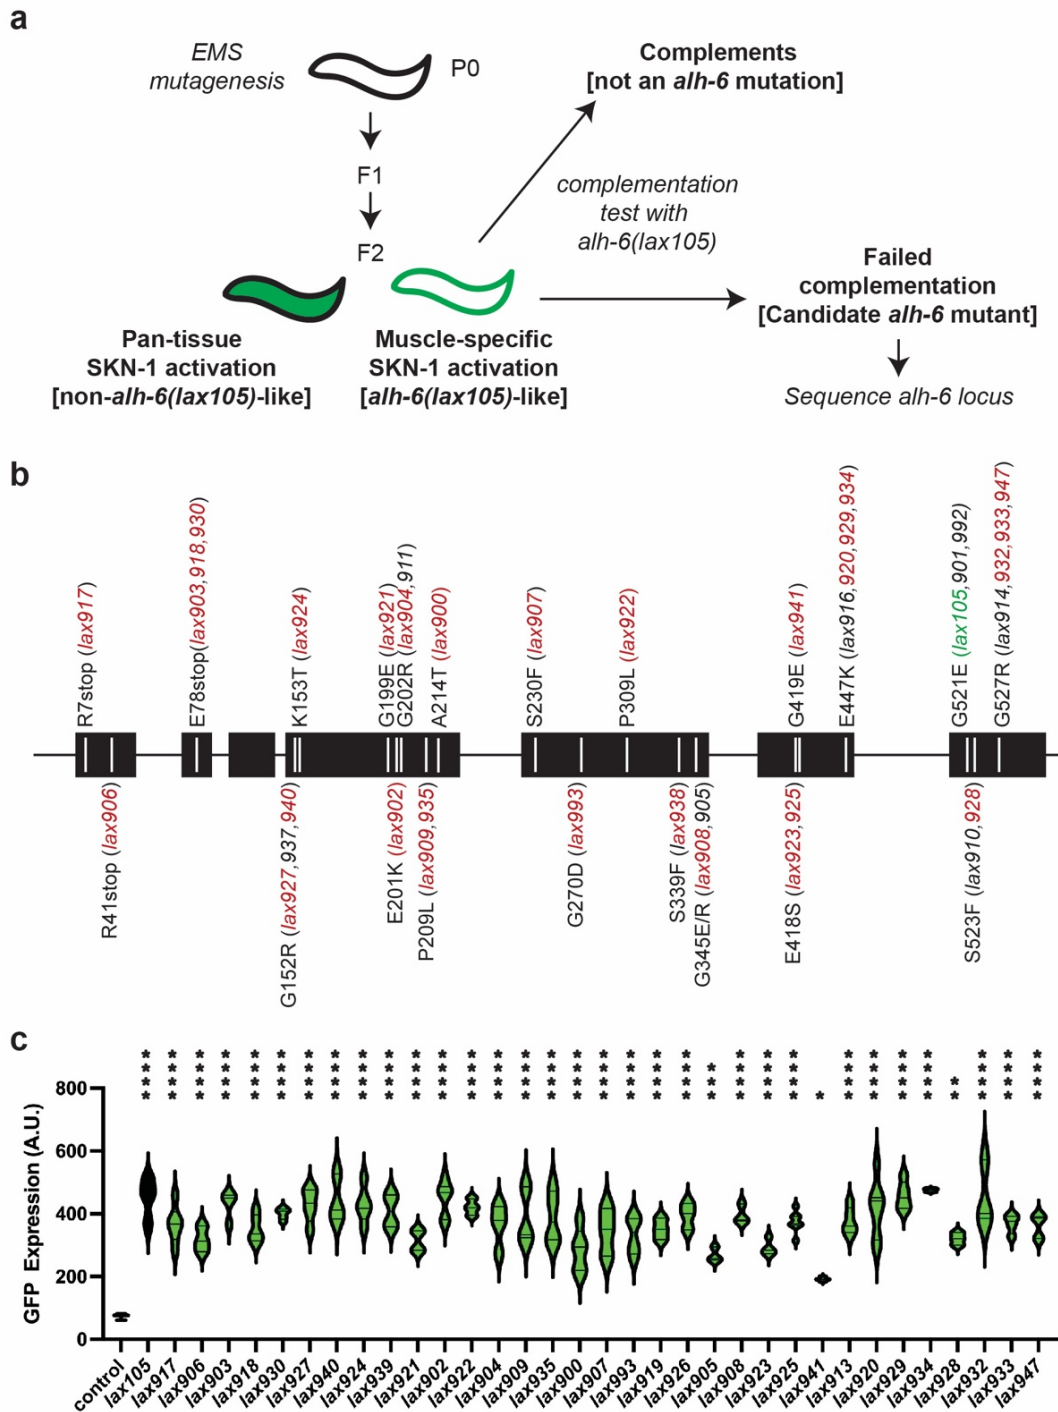 a
EMS
mutagenesis
P0
F1
F2
Pan-tissue
SKN-1 activation
[non-alh-6(lax105)-like]
Muscle-specific
SKN-1 activation
[alh-6(lax105)-like]
Complements
[not an alh-6 mutation]
complementation
test with
alh-6(lax105)
Failed
complementation
[Candidate alh-6 mutant]
Sequence alh-6 locus
b
R7stop (lax917)
E78stop(lax903,918,930)
K153T (lax924)
G199E (lax921)
G202R (lax904,911)
A214T (lax900)
S230F (lax907)
P309L (lax922)
G419E (lax941)
E447K (lax916,920,929,934)
G521E (lax105,901,992)
G527R (lax914,932,933,947)
R41stop (lax906)
G152R (lax927,937,940)
E201K (lax902)
P209L (lax909,935)
G270D (lax993)
S339F (lax938)
G345E/R (lax908,905)
E418S (lax923,925)
S523F (lax910,928)
c
GFP Expression (A.U.)
800
600
400
200
0
**** **** **** **** **** **** **** **** **** **** **** **** **** **** **** **** **** **** **** **** **** *** **** **** **** * **** **** **** **** ** **** **** ****
control lax105 lax917 lax906 lax903 lax918 lax930 lax927 lax940 lax924 lax939 lax921 lax902 lax922 lax904 lax909 lax935 lax900 lax907 lax993 lax919 lax926 lax905 lax908 lax923 lax925 lax941 lax913 lax920 lax929 lax934 lax928 lax932 lax933 lax947